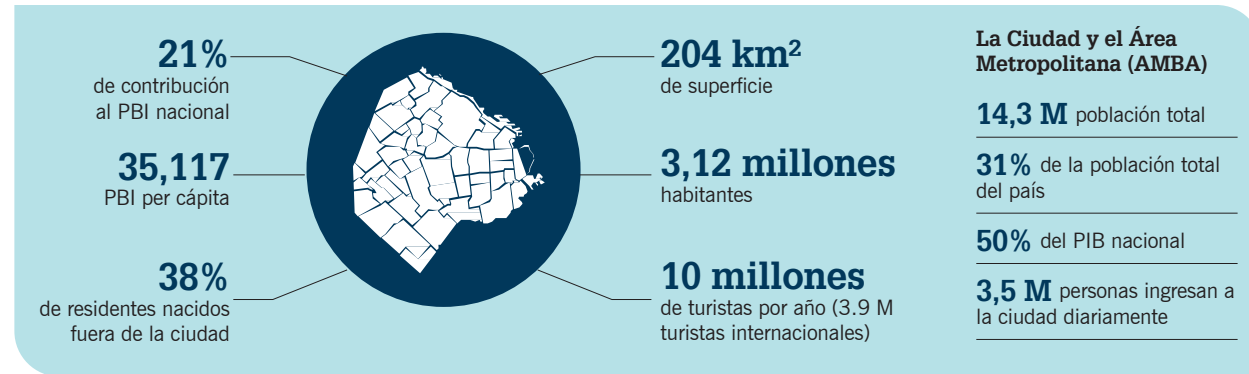 21%
de contribución
al PBI nacional
35,117
PBI per cápita
38%
de residentes nacidos
fuera de la ciudad
204 km²
de superficie
3,12 millones
habitantes
10 millones
de turistas por año (3.9 M
turistas internacionales)
La Ciudad y el Área
Metropolitana (AMBA)
14,3 M población total
31% de la población total
del país
50% del PIB nacional
3,5 M personas ingresan a
la ciudad diariamente